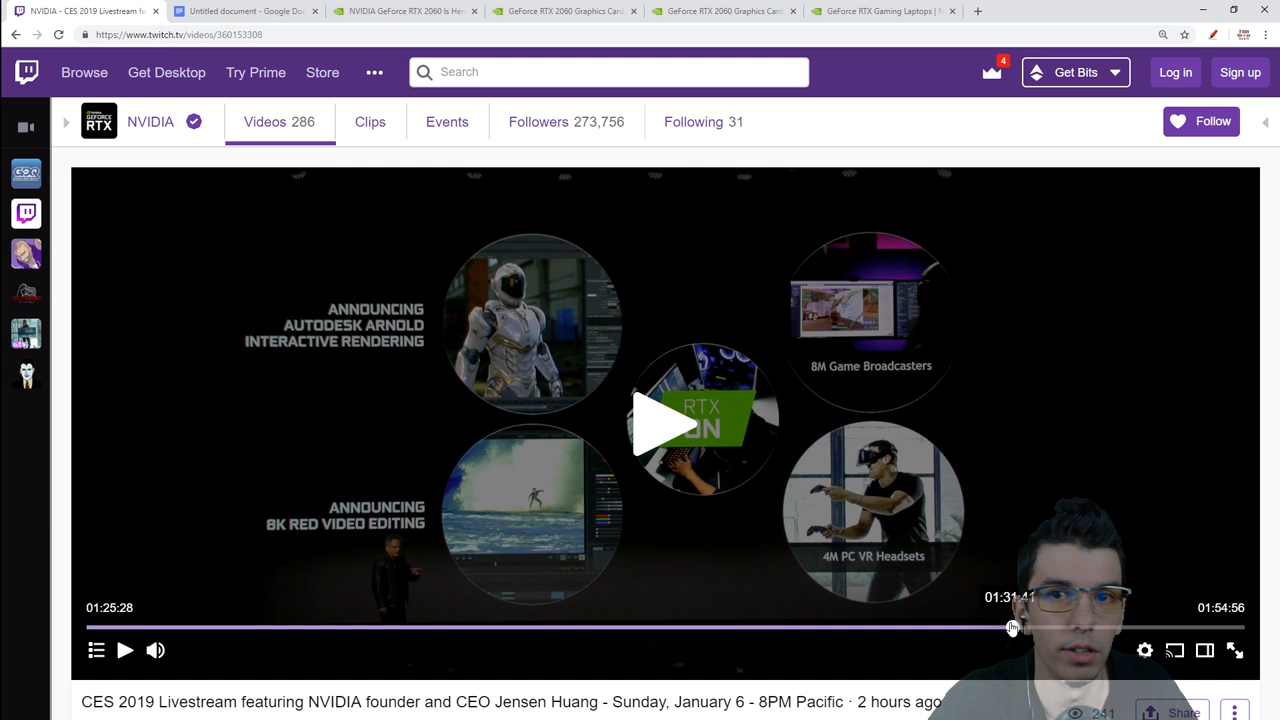 NVIDIA - CES 2019 Livestream fe
Untitled document - Google Doc
NVIDIA GeForce RTX 2060 Is Her
GeForce RTX 2060 Graphics Card
GeForce RTX 2060 Graphics Card
GeForce RTX Gaming Laptops | N
https://www.twitch.tv/videos/360153308
Browse
Get Desktop
Try Prime
Store
Search
4
Get Bits
Log in
Sign up
GEFORCE
RTX
NVIDIA
Videos 286
Clips
Events
Followers 273,756
Following 31
Follow
ANNOUNCING
AUTODESK ARNOLD
INTERACTIVE RENDERING
8M Game Broadcasters
RTX
ON
ANNOUNCING
8K RED VIDEO EDITING
4M PC VR Headsets
01:25:28
01:31:41
01:54:56
CES 2019 Livestream featuring NVIDIA founder and CEO Jensen Huang - Sunday, January 6 - 8PM Pacific · 2 hours ago
241
Share